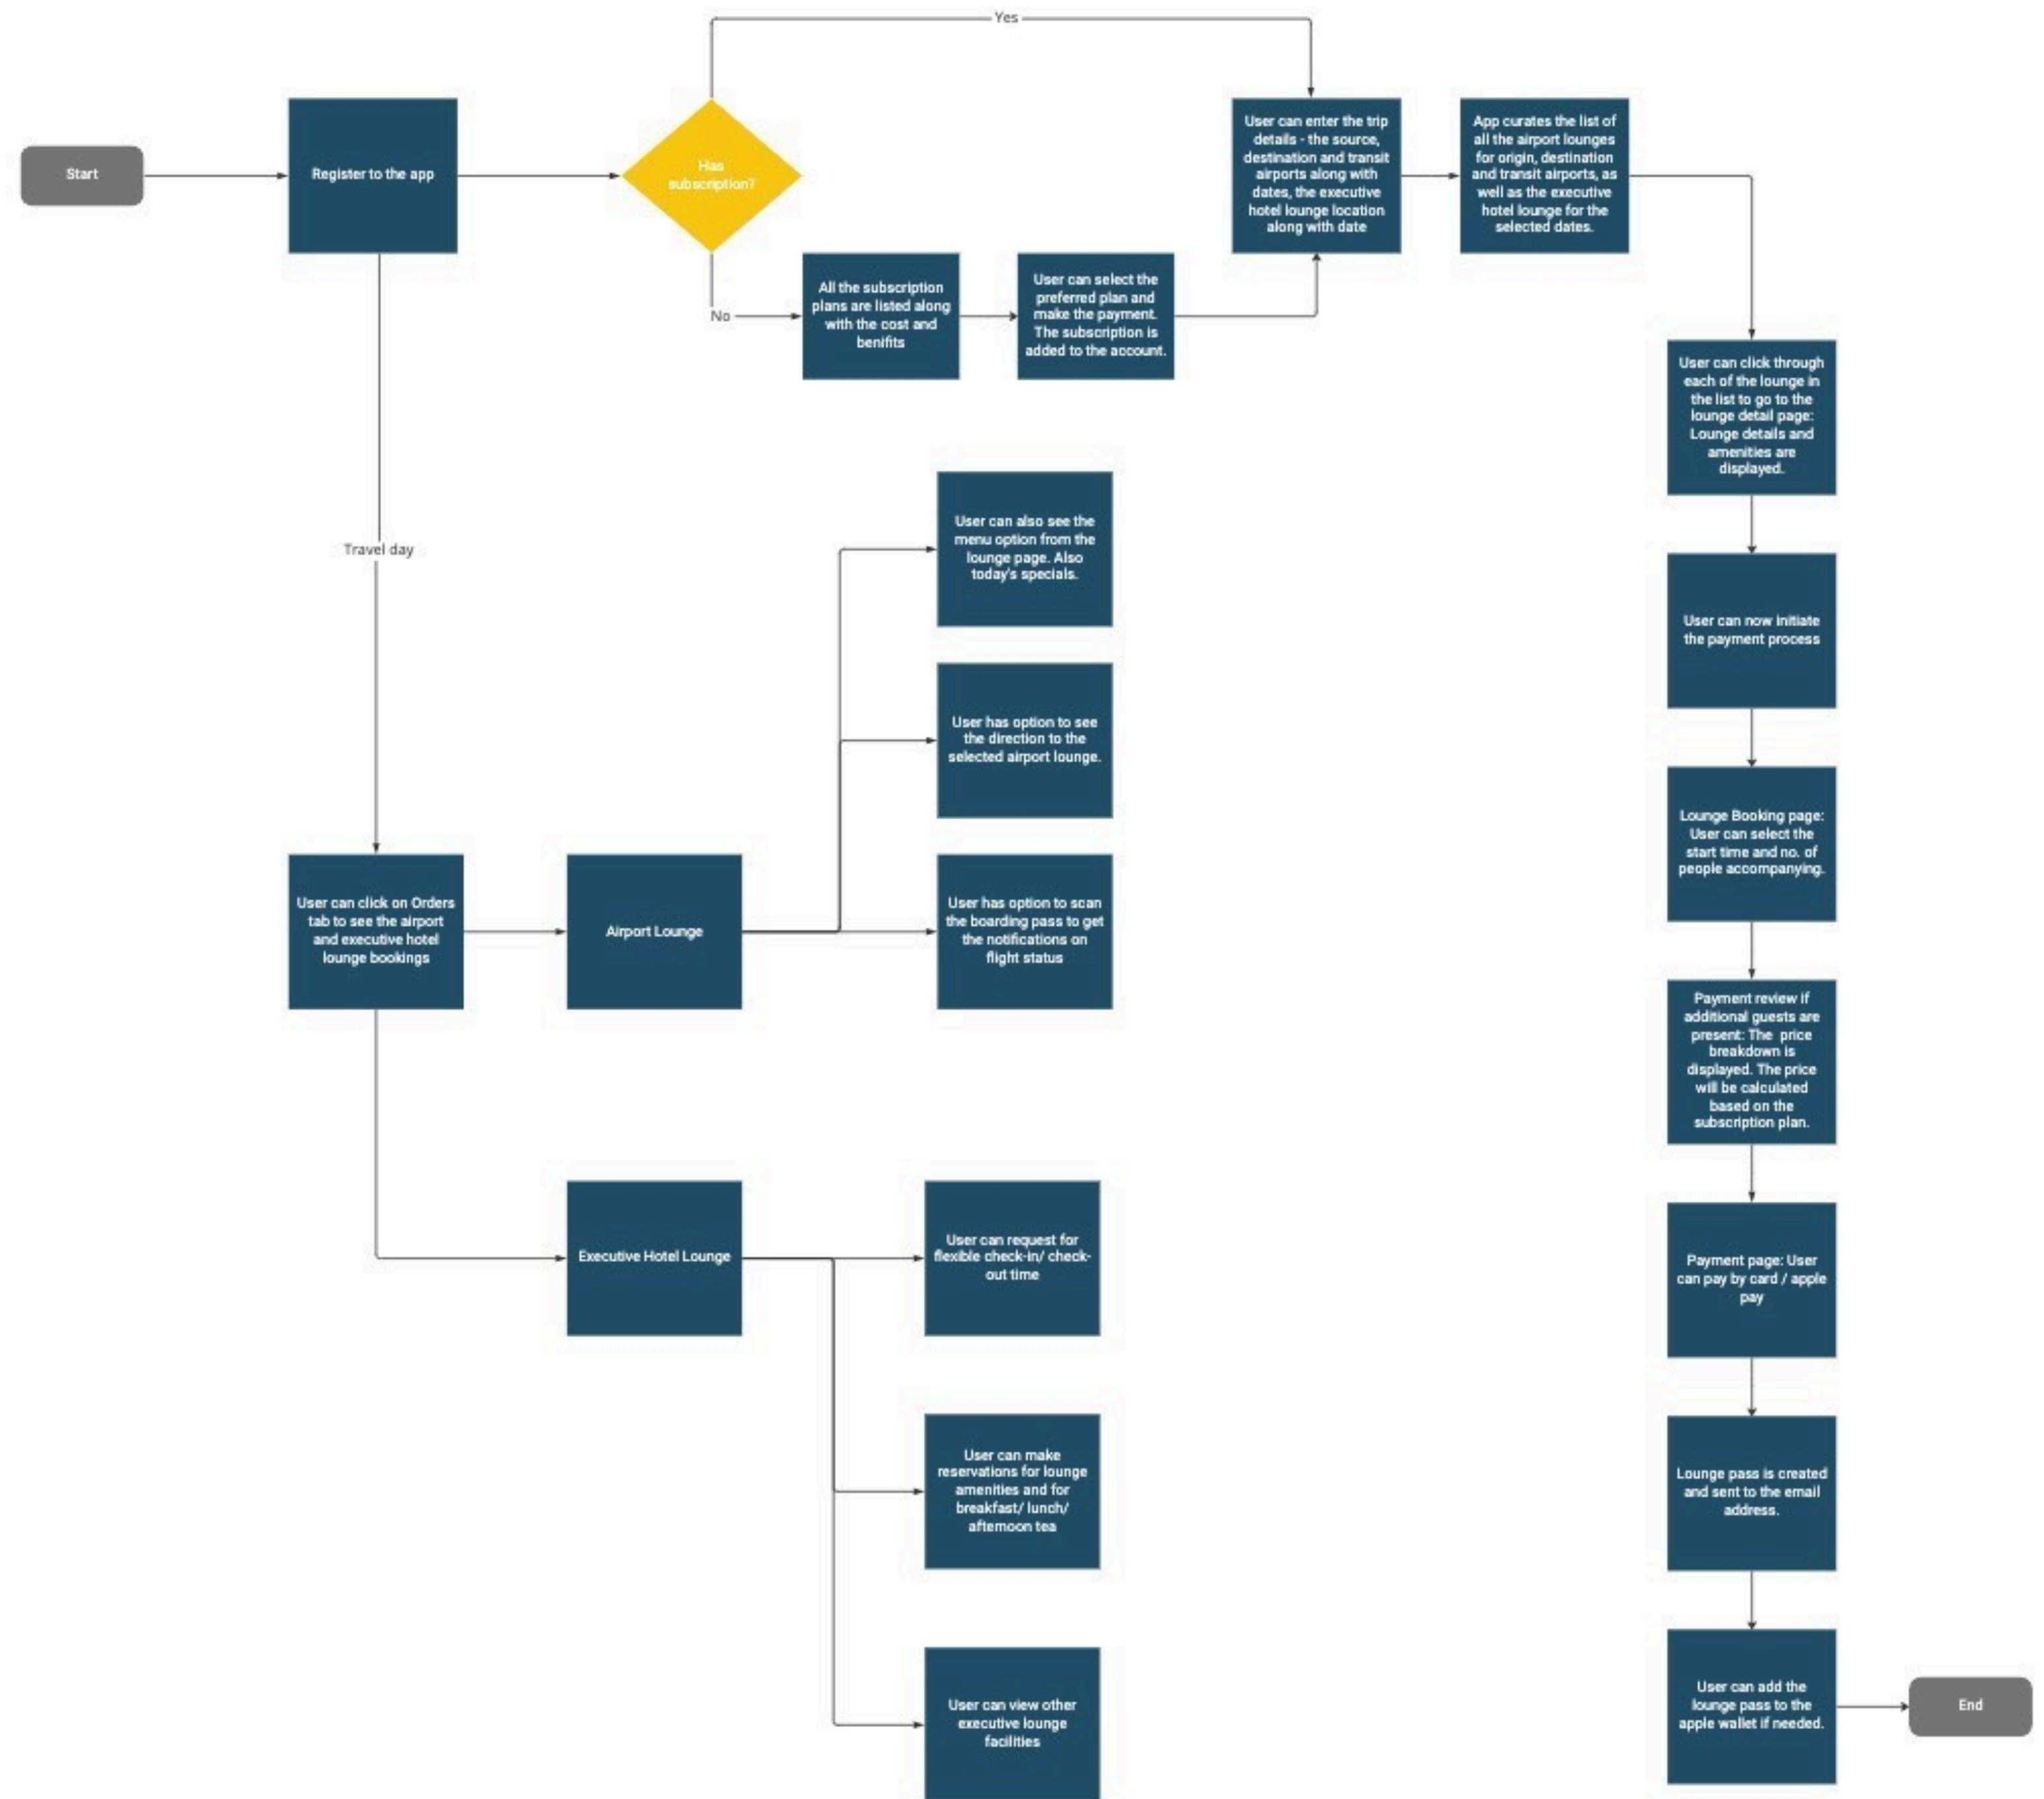 Yes
Start
Register to the app
Has
subscription?
User can enter the trip
details - the source,
destination and transit
airports along with
dates, the executive
hotel lounge location
along with date
App curates the list of
all the airport lounges
for origin, destination
and transit airports, as
well as the executive
hotel lounge for the
selected dates.
No
All the subscription
plans are listed along
with the cost and
benifits
User can select the
preferred plan and
make the payment.
The subscription is
added to the account.
User can click through
each of the lounge in
the list to go to the
lounge detail page:
Lounge details and
amenities are
displayed.
Travel day
User can also see the
menu option from the
lounge page. Also
today's specials.
User can now initiate
the payment process
User has option to see
the direction to the
selected airport lounge.
Lounge Booking page:
User can select the
start time and no. of
people accompanying.
User can click on Orders
tab to see the airport
and executive hotel
lounge bookings
Airport Lounge
User has option to scan
the boarding pass to get
the notifications on
flight status
Payment review if
additional guests are
present: The price
breakdown is
displayed. The price
will be calculated
based on the
subscription plan.
Executive Hotel Lounge
User can request for
flexible check-in/ check-
out time
Payment page: User
can pay by card / apple
pay
User can make
reservations for lounge
amenities and for
breakfast/ lunch/
afternoon tea
Lounge pass is created
and sent to the email
address.
User can view other
executive lounge
facilities
User can add the
lounge pass to the
apple wallet if needed.
End